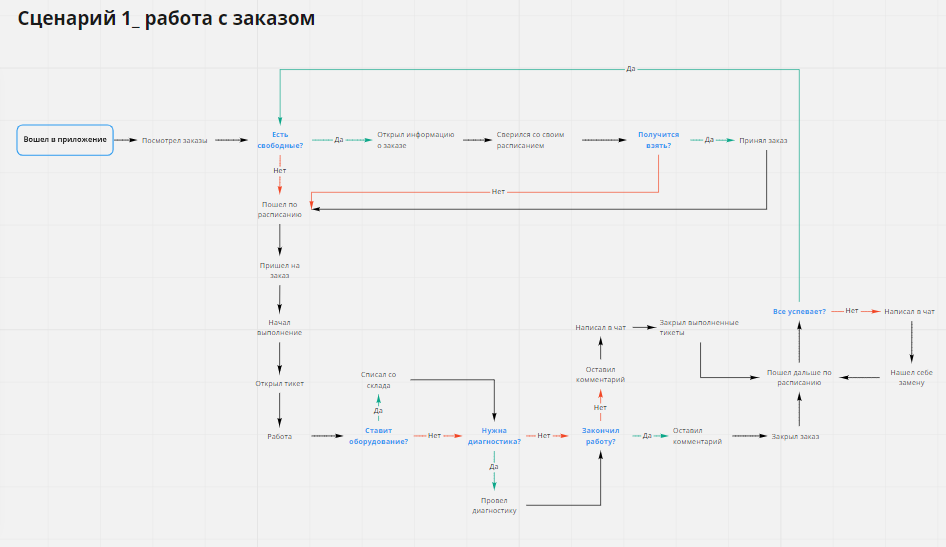 Сценарий 1_ работа с заказом
Да
Вошел в приложение
Посмотрел заказы
Есть
свободные?
Да
Открыл информацию
о заказе
Сверился со своим
расписанием
Получится
взять?
Да
Принял заказ
Нет
Нет
Пошел по
расписанию
Пришел на
заказ
Начал
выполнение
Открыл тикет
Работа
Ставит
оборудование?
Да
Списал со
склада
Нет
Нужна
диагностика?
Да
Провел
диагностику
Нет
Закончил
работу?
Нет
Оставил
комментарий
Написал в чат
Закрыл выполненные
тикеты
Да
Оставил
комментарий
Закрыл заказ
Пошел дальше по
расписанию
Все успевает?
Нет
Написал в чат
Нашел себе
замену